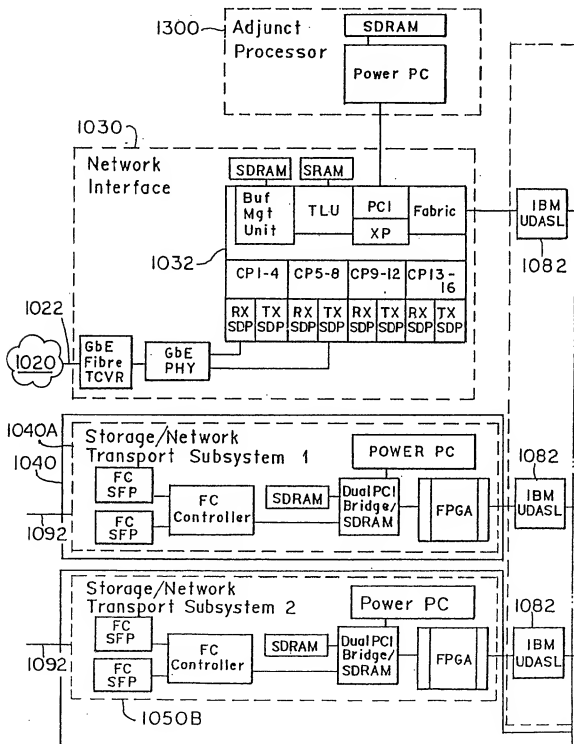 1300
Adjunct
Processor
SDRAM
Power PC
1030
Network
Interface
SDRAM
SRAM
Buf
Mgt
Unit
TLU
PCI
XP
Fabric
IBM
UDASL
1082
1032
CP1-4
CP5-8
CP9-12
CP13-
16
RX
SDP
TX
SDP
RX
SDP
TX
SDP
RX
SDP
TX
SDP
RX
SDP
TX
SDP
1022
1020
GbE
Fibre
TCVR
GbE
PHY
1040A
1040
Storage/Network
Transport Subsystem 1
POWER PC
1082
FC
SFP
FC
Controller
SDRAM
Dual PCI
Bridge/
SDRAM
FPGA
IBM
UDASL
1092
FC
SFP
Storage/Network
Transport Subsystem 2
Power PC
1082
FC
SFP
FC
Controller
SDRAM
Dual PCI
Bridge/
SDRAM
FPGA
IBM
UDASL
1092
FC
SFP
1050B